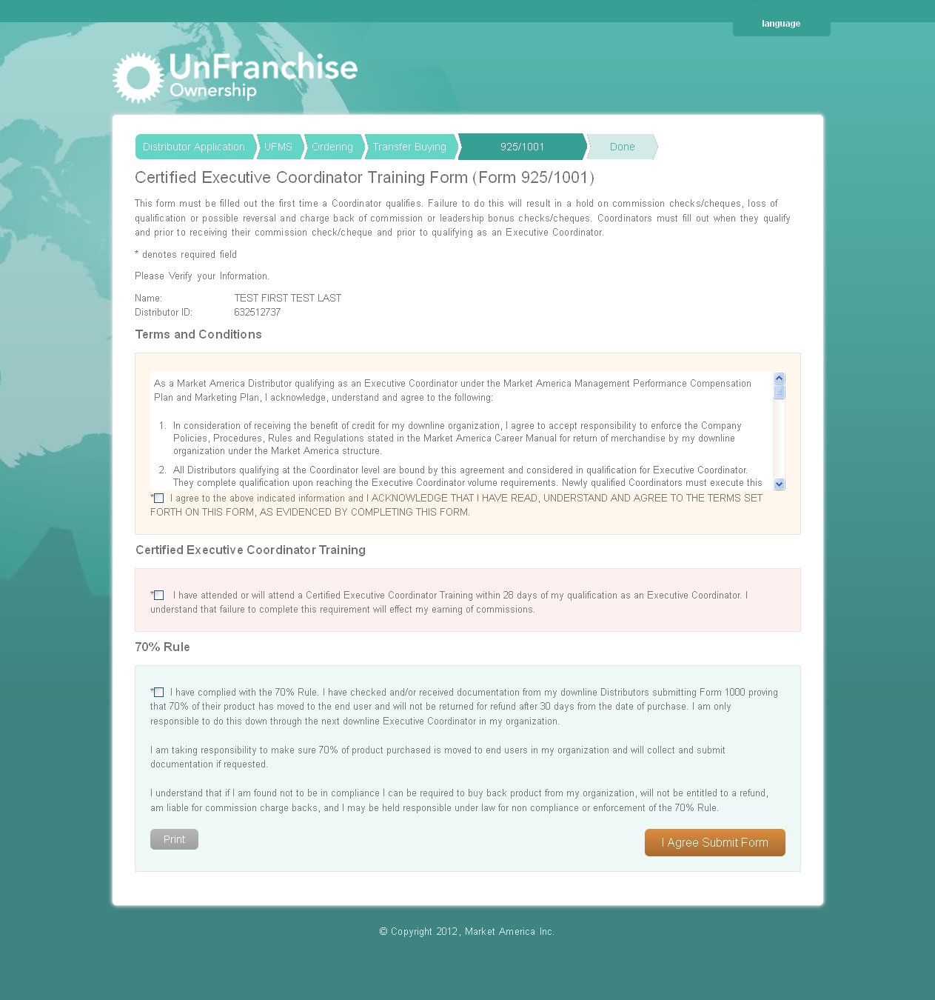 language
UnFranchise
Ownership
Distributor Application UFMS Ordering Transfer Buying 925/1001 Done
Certified Executive Coordinator Training Form (Form 925/1001)
This form must be filled out the first time a Coordinator qualifies. Failure to do this will result in a hold on commission checks/cheques, loss of
qualification or possible reversal and charge back of commission or leadership bonus checks/cheques. Coordinators must fill out when they qualify
and prior to receiving their commission check/cheque and prior to qualifying as an Executive Coordinator.
* denotes required field
Please Verify your Information.
Name: TEST FIRST TEST LAST
Distributor ID: 632512737
Terms and Conditions
As a Market America Distributor qualifying as an Executive Coordinator under the Market America Management Performance Compensation
Plan and Marketing Plan, I acknowledge, understand and agree to the following:
1. In consideration of receiving the benefit of credit for my downline organization, I agree to accept responsibility to enforce the Company
Policies, Procedures, Rules and Regulations stated in the Market America Career Manual for return of merchandise by my downline
organization under the Market America structure.
2. All Distributors qualifying at the Coordinator level are bound by this agreement and considered in qualification for Executive Coordinator.
They complete qualification upon reaching the Executive Coordinator volume requirements. Newly qualified Coordinators must execute this
* I agree to the above indicated information and I ACKNOWLEDGE THAT I HAVE READ, UNDERSTAND AND AGREE TO THE TERMS SET
FORTH ON THIS FORM, AS EVIDENCED BY COMPLETING THIS FORM.
Certified Executive Coordinator Training
* I have attended or will attend a Certified Executive Coordinator Training within 28 days of my qualification as an Executive Coordinator. I
understand that failure to complete this requirement will effect my earning of commissions.
70% Rule
* I have complied with the 70% Rule. I have checked and/or received documentation from my downline Distributors submitting Form 1000 proving
that 70% of their product has moved to the end user and will not be returned for refund after 30 days from the date of purchase. I am only
responsible to do this down through the next downline Executive Coordinator in my organization.
I am taking responsibility to make sure 70% of product purchased is moved to end users in my organization and will collect and submit
documentation if requested.
I understand that if I am found not to be in compliance I can be required to buy back product from my organization, will not be entitled to a refund,
am liable for commission charge backs, and I may be held responsible under law for non compliance or enforcement of the 70% Rule.
Print I Agree Submit Form
© Copyright 2012, Market America Inc.